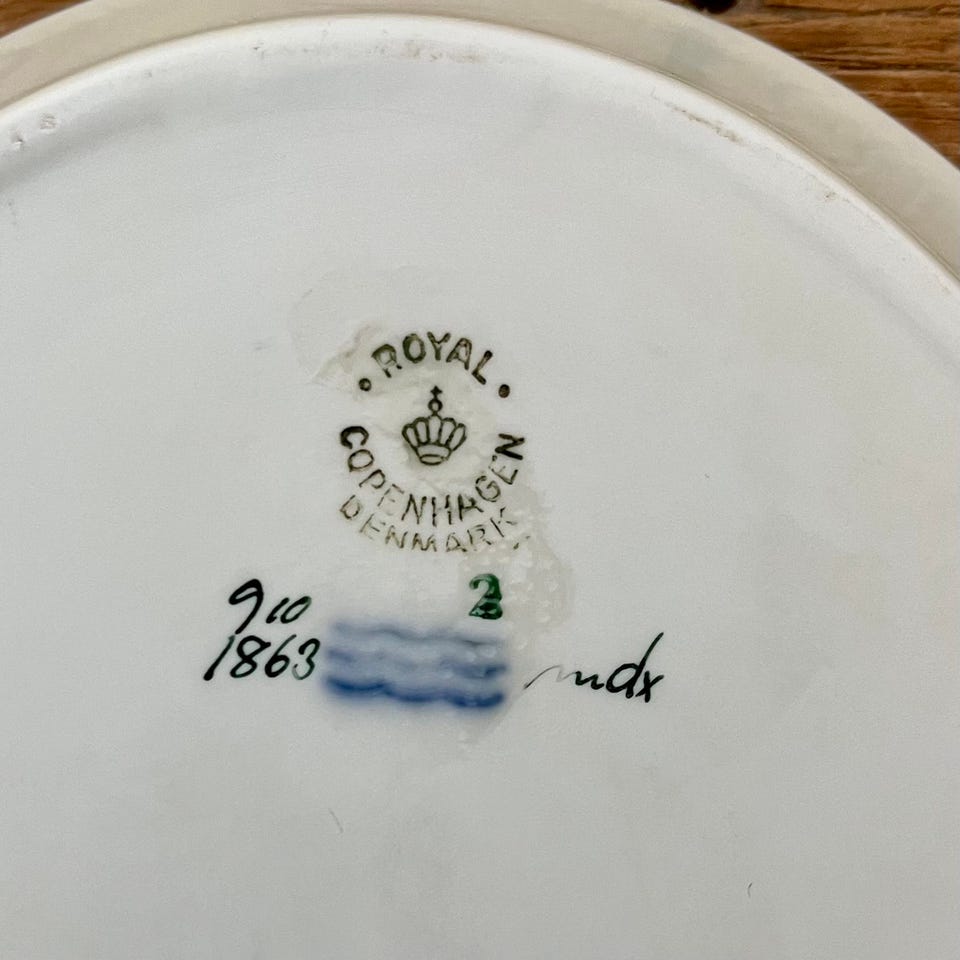 • ROYAL •
COPENHAGEN
DENMARK
2
910
1863
mdx